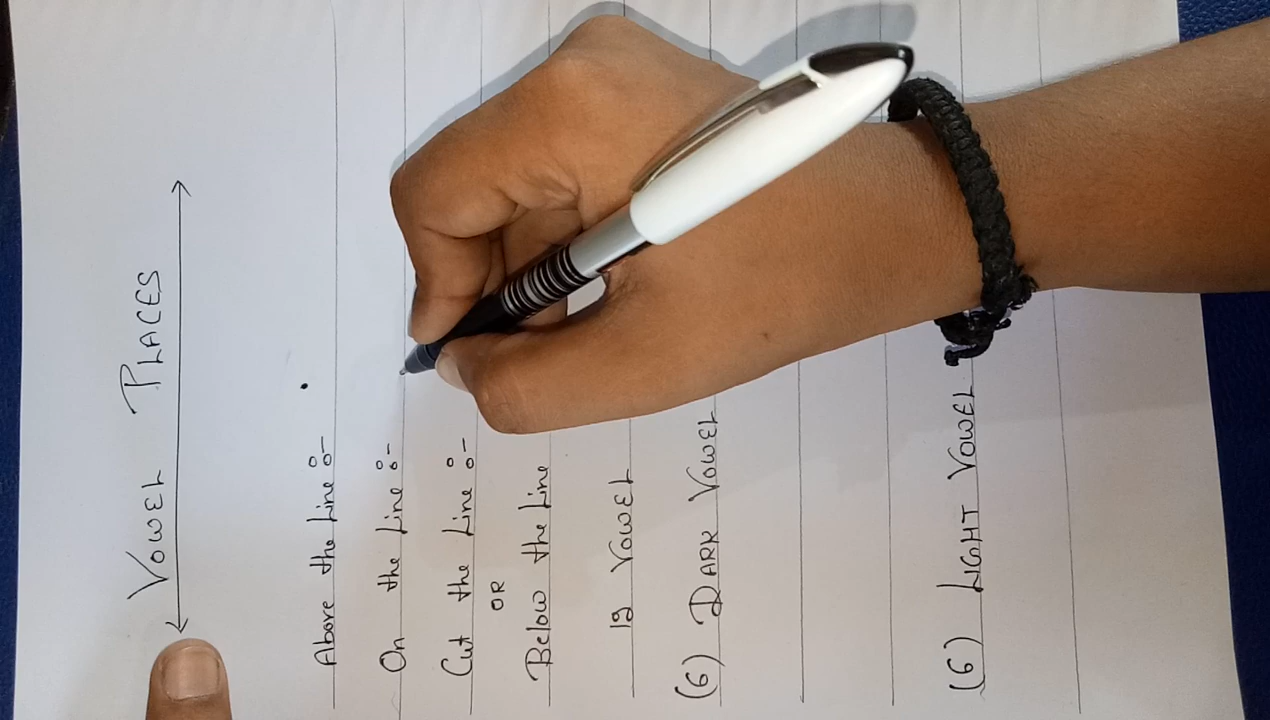 VOWEL PLACES
Above the Line :-
On the Line :-
Cut the Line :-
OR
Below the Line
12 VOWEL
(6) DARK VOWEL
(6) LIGHT VOWEL